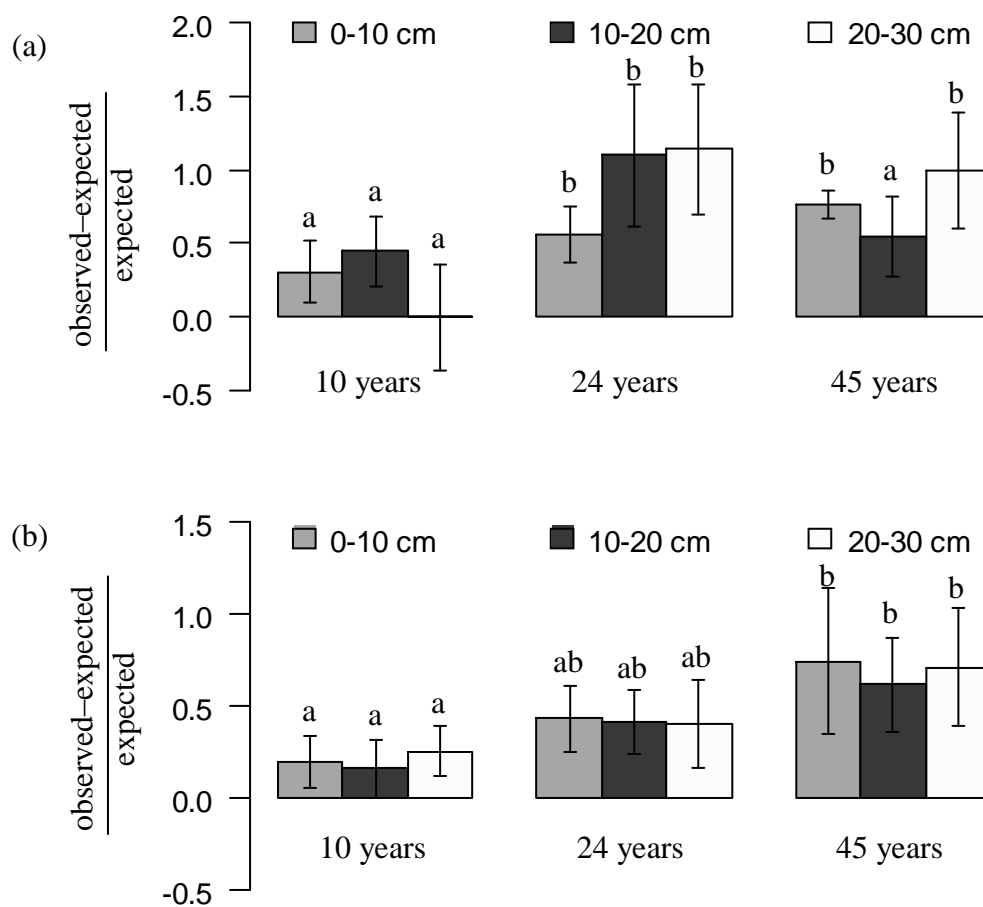 (a)
observed–expected
expected
2.0
1.5
1.0
0.5
0.0
-0.5
0-10 cm
10-20 cm
20-30 cm
a
a
a
b
b
b
b
a
b
10 years
24 years
45 years
(b)
observed–expected
expected
1.5
1.0
0.5
0.0
-0.5
0-10 cm
10-20 cm
20-30 cm
a
a
a
ab
ab
ab
b
b
b
10 years
24 years
45 years